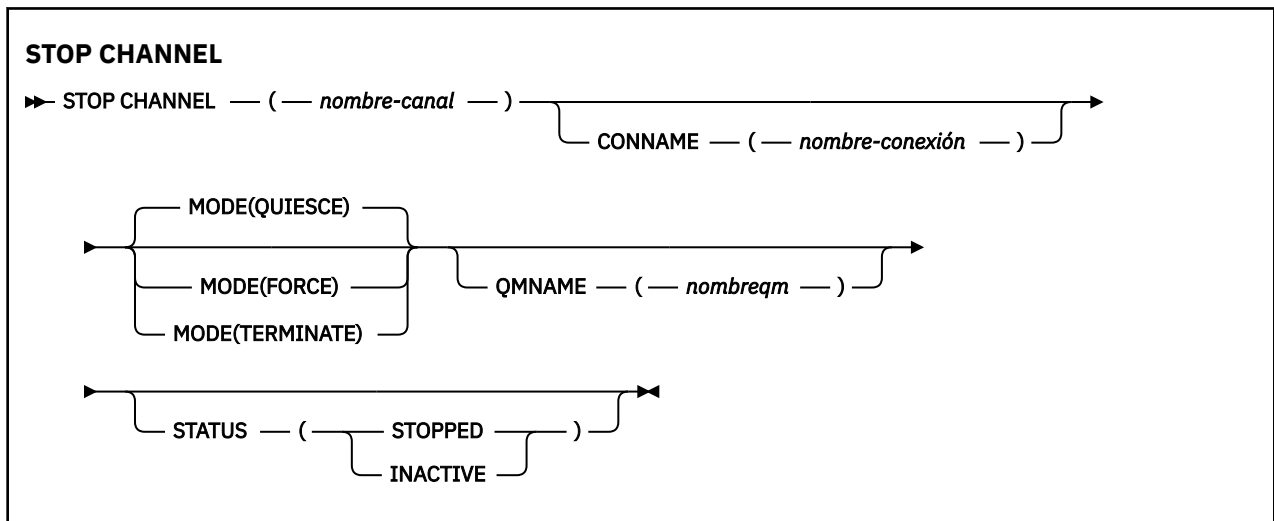 STOP CHANNEL
STOP CHANNEL ( nombre-canal )
CONNAME ( nombre-conexión )
MODE(QUIESCE)
MODE(FORCE)
MODE(TERMINATE)
QMNAME ( nombreqm )
STATUS ( STOPPED )
INACTIVE